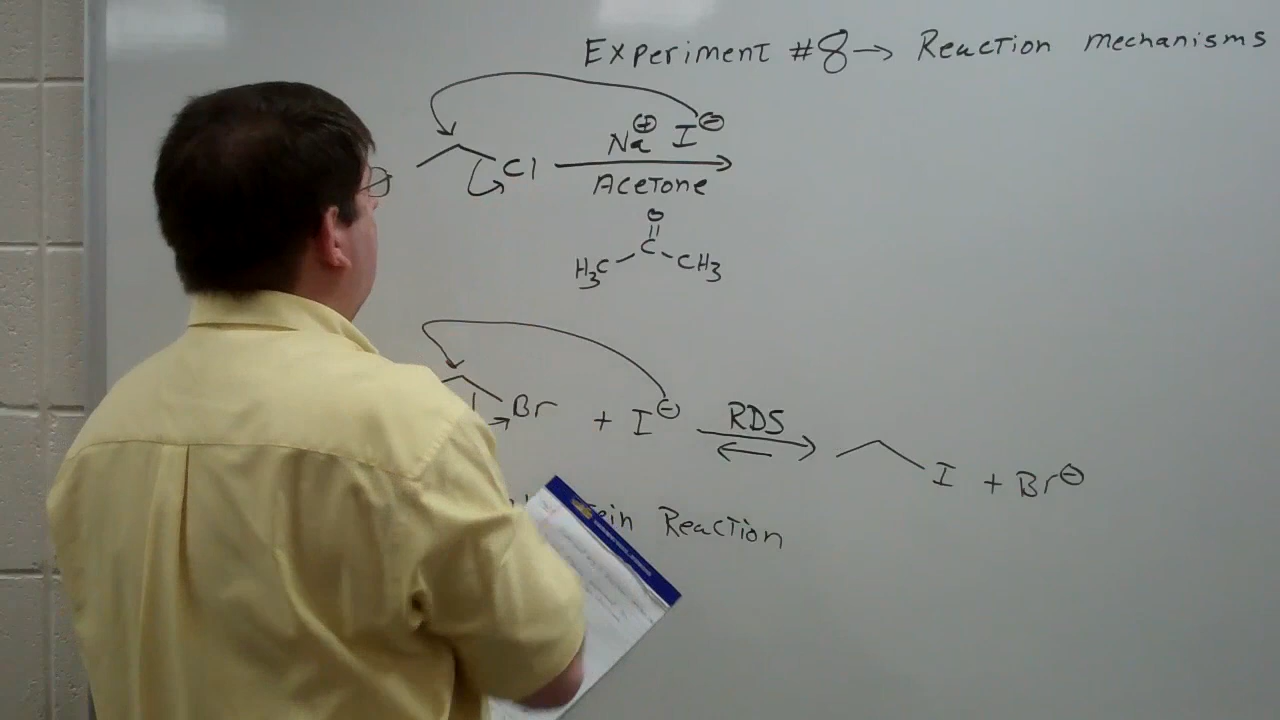 Experiment #8 → Reaction mechanisms
Na⊕ I⊖
Cl
Acetone
O
C
H3C CH3
Br + I⊖ RDS I + Br⊖
Reaction